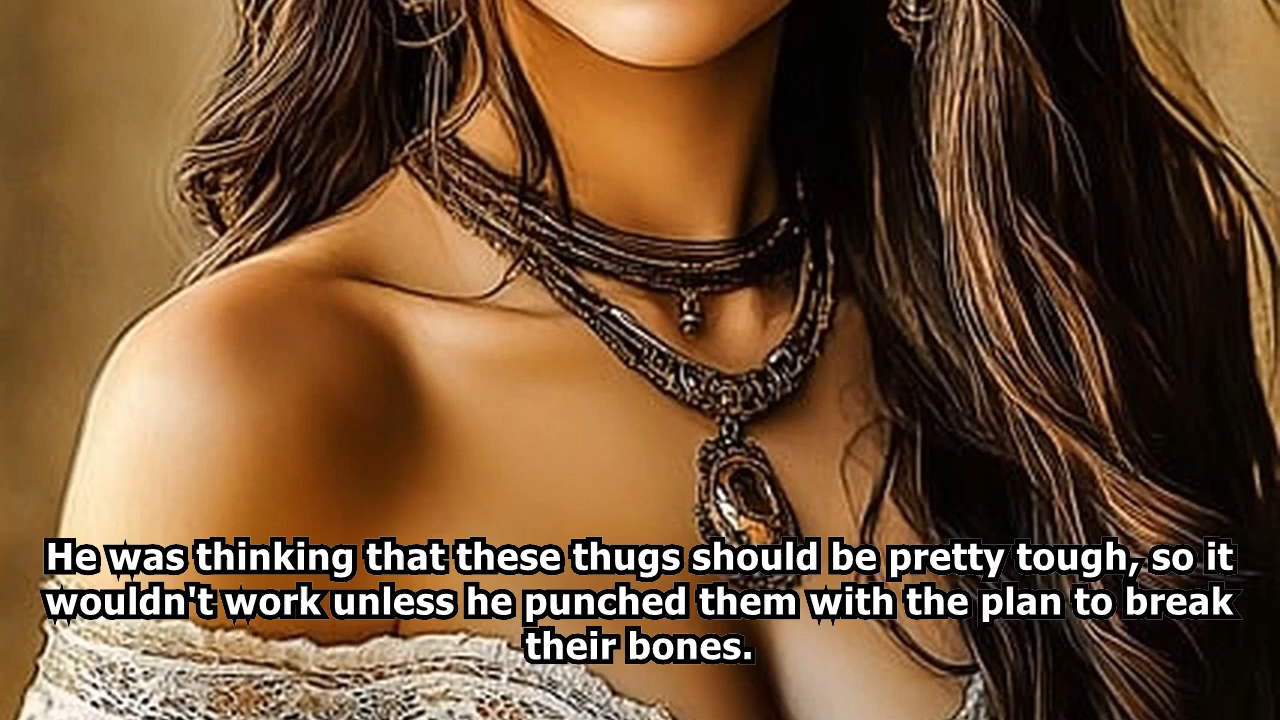 He was thinking that these thugs should be pretty tough, so it
wouldn't work unless he punched them with the plan to break
their bones.